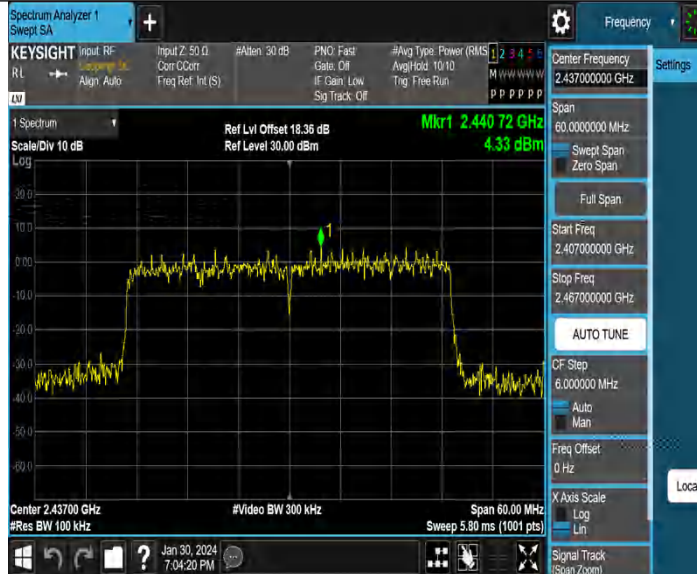 Spectrum Analyzer 1
Swept SA
+
Frequency
KEYSIGHT
Input: RF
Align: Auto
Input Z: 50 Ω
Corr CCorr
Freq Ref: Int (S)
#Atten: 30 dB
PNO: Fast
Gate: Off
IF Gain: Low
Sig Track: Off
#Avg Type: Power (RMS
Avg|Hold: 10/10
Trig: Free Run
1 2 3 4 5 6
M W W W W W
P P P P P P
R L
LXI
1 Spectrum
Scale/Div 10 dB
Log
Ref Lvl Offset 18.36 dB
Ref Level 30.00 dBm
Mkr1 2.440 72 GHz
4.33 dBm
20.0
10.0
0.00
-10.0
-20.0
-30.0
-40.0
-50.0
-60.0
1
Center 2.43700 GHz
#Res BW 100 kHz
#Video BW 300 kHz
Span 60.00 MHz
Sweep 5.80 ms (1001 pts)
?
Jan 30, 2024
7:04:20 PM
Center Frequency
2.437000000 GHz
Settings
Span
60.0000000 MHz
Swept Span
Zero Span
Full Span
Start Freq
2.407000000 GHz
Stop Freq
2.467000000 GHz
AUTO TUNE
CF Step
6.000000 MHz
Auto
Man
Freq Offset
0 Hz
Loca
X Axis Scale
Log
Lin
Signal Track
(Span Zoom)